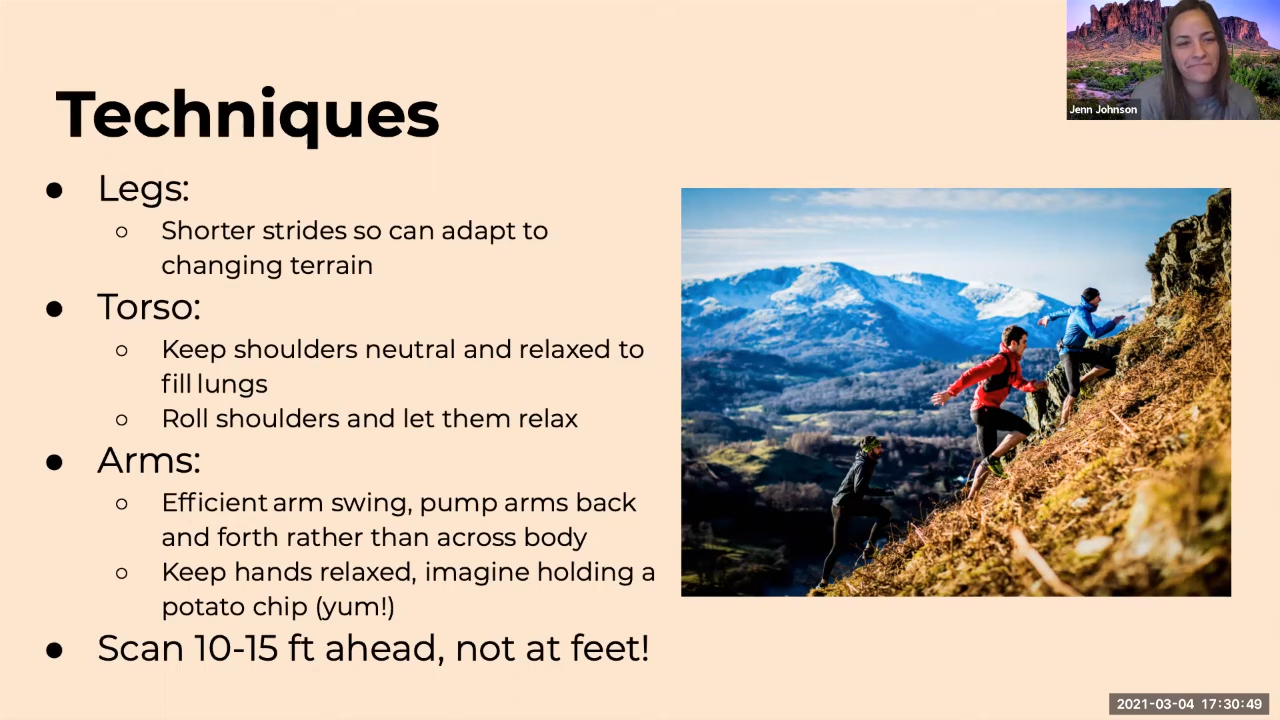 Techniques
● Legs:
○ Shorter strides so can adapt to
changing terrain
● Torso:
○ Keep shoulders neutral and relaxed to
fill lungs
○ Roll shoulders and let them relax
● Arms:
○ Efficient arm swing, pump arms back
and forth rather than across body
○ Keep hands relaxed, imagine holding a
potato chip (yum!)
● Scan 10-15 ft ahead, not at feet!
Jenn Johnson
2021-03-04 17:30:49